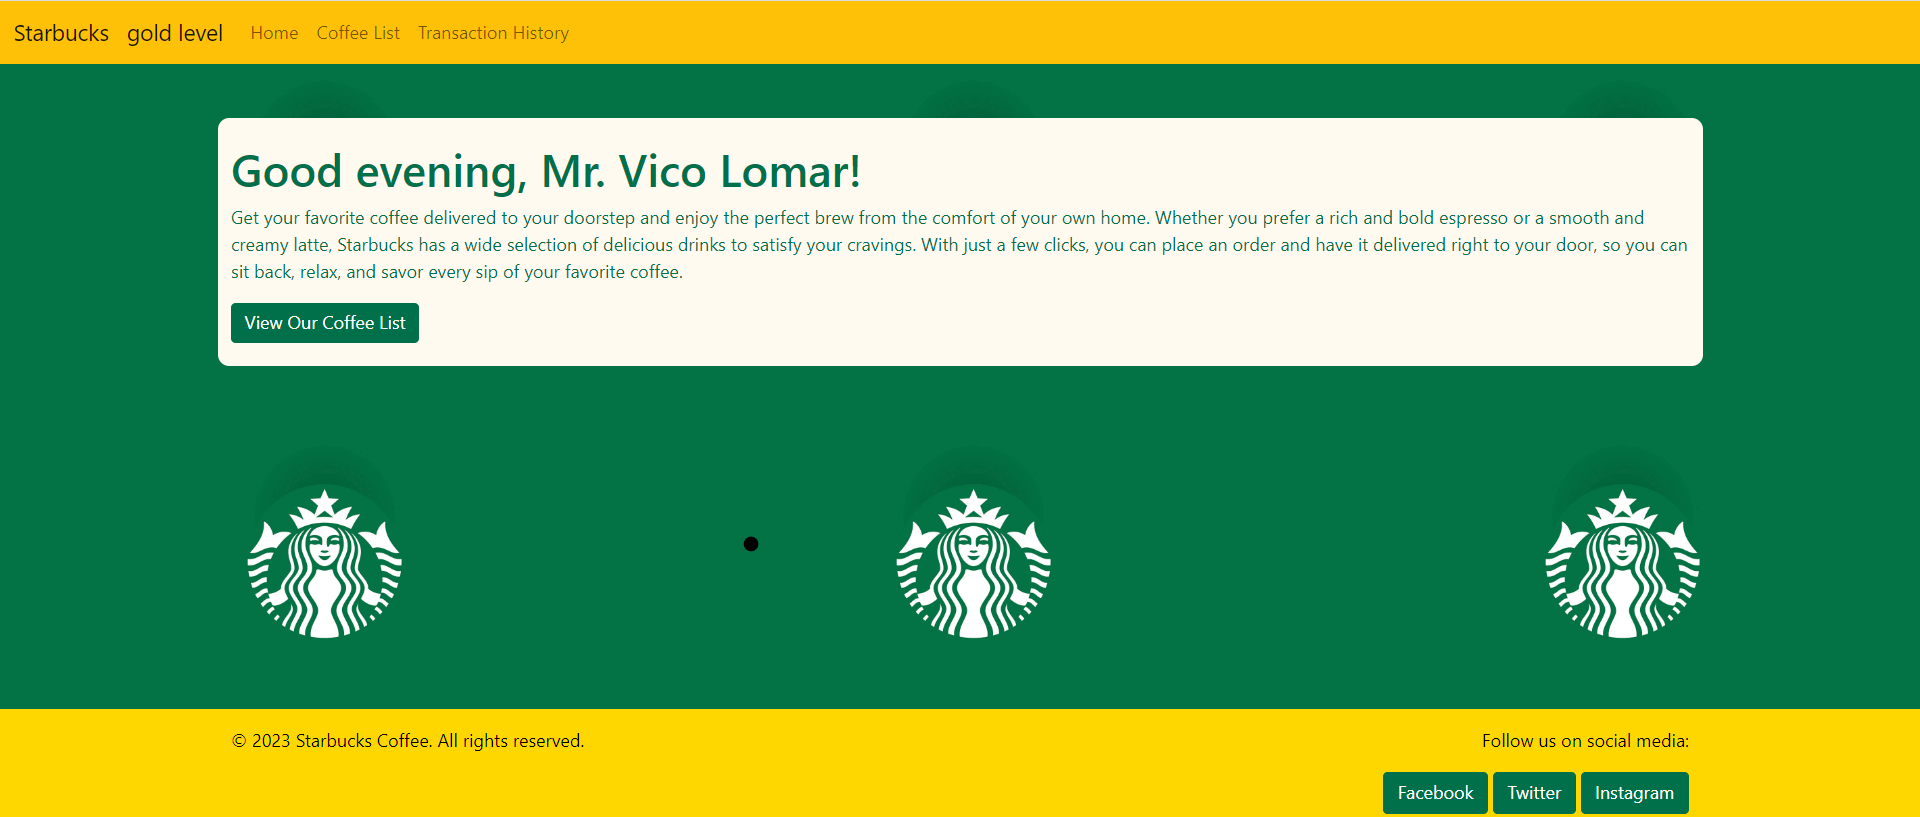 Starbucks gold level Home Coffee List Transaction History
Good evening, Mr. Vico Lomar!
Get your favorite coffee delivered to your doorstep and enjoy the perfect brew from the comfort of your own home. Whether you prefer a rich and bold espresso or a smooth and
creamy latte, Starbucks has a wide selection of delicious drinks to satisfy your cravings. With just a few clicks, you can place an order and have it delivered right to your door, so you can
sit back, relax, and savor every sip of your favorite coffee.
View Our Coffee List
© 2023 Starbucks Coffee. All rights reserved.
Follow us on social media:
Facebook Twitter Instagram